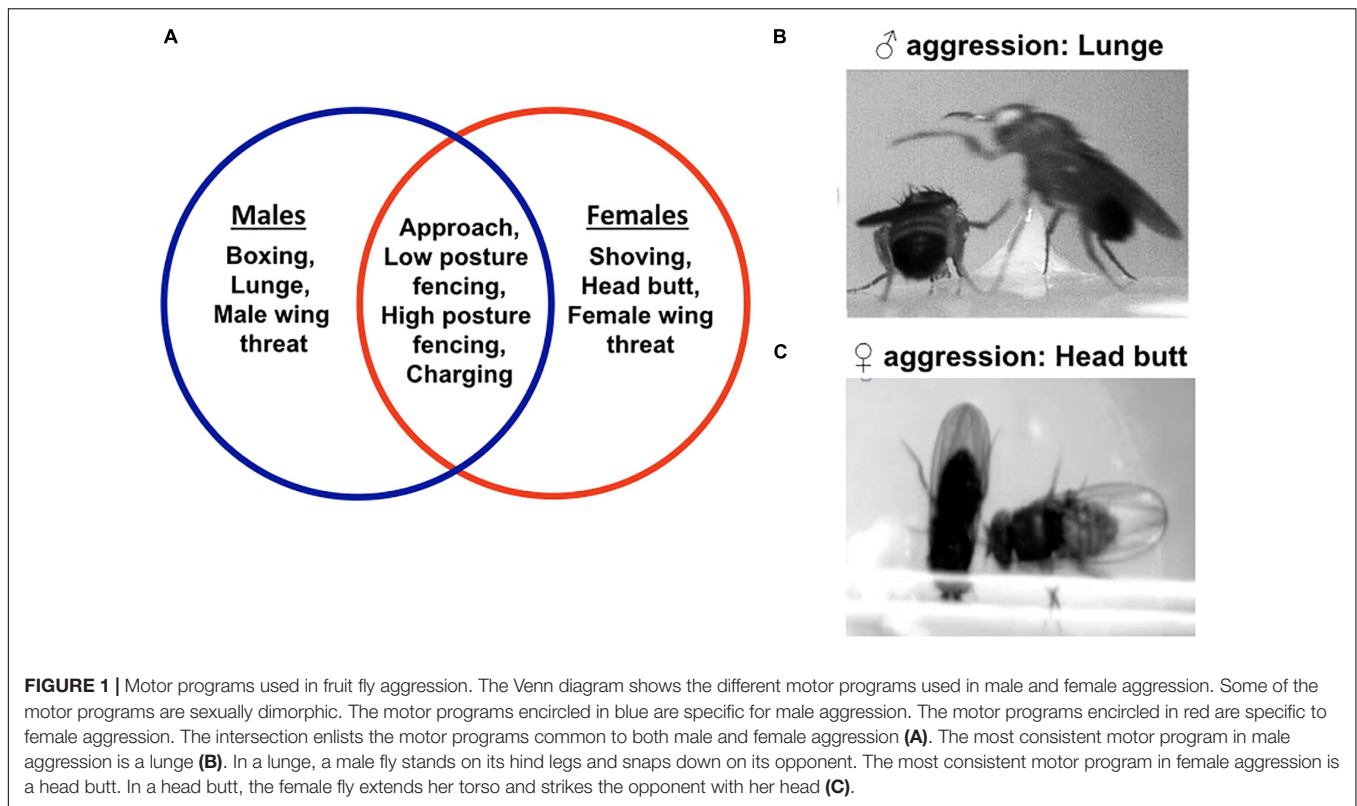 A
Males
Boxing,
Lunge,
Male wing
threat
Approach,
Low posture
fencing,
High posture
fencing,
Charging
Females
Shoving,
Head butt,
Female wing
threat
B
♂ aggression: Lunge
C
♀ aggression: Head butt
FIGURE 1 | Motor programs used in fruit fly aggression. The Venn diagram shows the different motor programs used in male and female aggression. Some of the
motor programs are sexually dimorphic. The motor programs encircled in blue are specific for male aggression. The motor programs encircled in red are specific to
female aggression. The intersection enlists the motor programs common to both male and female aggression (A). The most consistent motor program in male
aggression is a lunge (B). In a lunge, a male fly stands on its hind legs and snaps down on its opponent. The most consistent motor program in female aggression is
a head butt. In a head butt, the female fly extends her torso and strikes the opponent with her head (C).